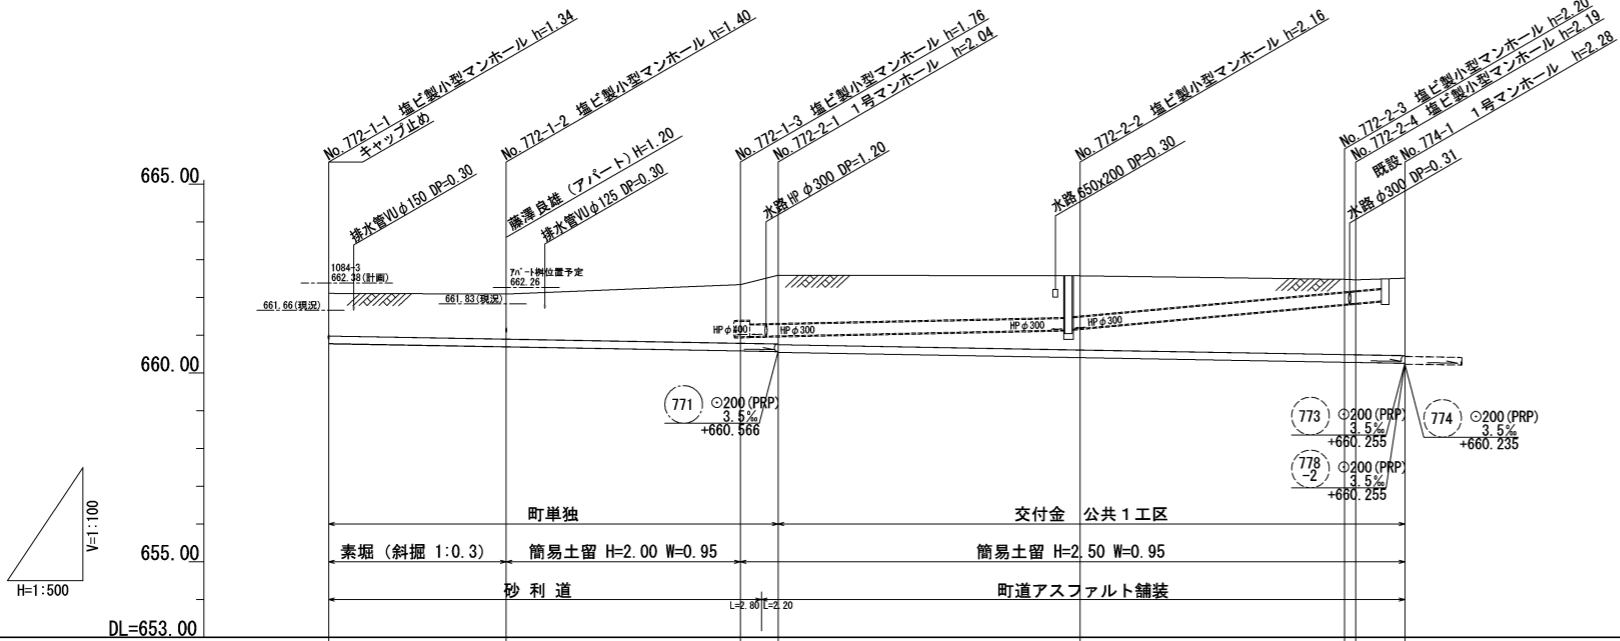 No.772-1-1 塩ビ製小型マンホール h=1.34
キャップ止め
排水管VUφ150 DP=0.30
No.772-1-2 塩ビ製小型マンホール h=1.40
藤澤良雄（アパート）H=1.20
排水管VUφ125 DP=0.30
No.772-1-3 塩ビ製小型マンホール h=1.76
No.772-2-1 1号マンホール h=2.04
水路HPφ300 DP=1.20
No.772-2-2 塩ビ製小型マンホール h=2.16
水路650x200 DP=0.30
No.772-2-3 塩ビ製小型マンホール h=2.20
No.772-2-4 塩ビ製小型マンホール h=2.19
既設 No.774-1 1号マンホール h=2.28
水路φ300 DP=0.31
665.00
1084-3
662.38(計画)
661.66(現況)
ｱﾊﾟｰﾄ桝位置予定
662.26
661.83(現況)
HPφ400
HPφ300
HPφ300
HPφ300
660.00
771 ⊙200(PRP)
3.5‰
+660.566
773 ⊙200(PRP)
3.5‰
+660.255
774 ⊙200(PRP)
3.5‰
+660.235
778-2 ⊙200(PRP)
3.5‰
+660.255
町単独
交付金 公共1工区
V=1:100
H=1:500
655.00
素堀（斜掘 1:0.3）
簡易土留 H=2.00 W=0.95
簡易土留 H=2.50 W=0.95
砂利道
町道アスファルト舗装
L=2.80
L=2.20
DL=653.00